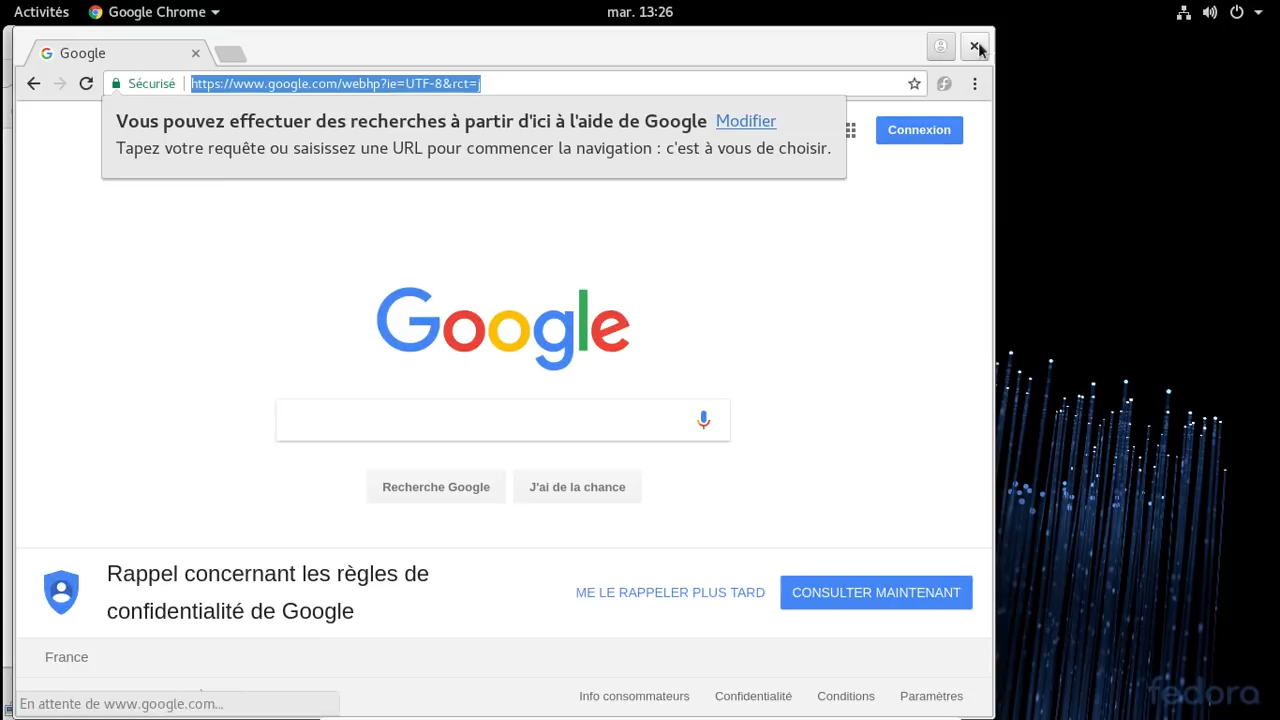 Activités Google Chrome mar. 13:26
Google
Sécurisé https://www.google.com/webhp?ie=UTF-8&rct=j
Vous pouvez effectuer des recherches à partir d'ici à l'aide de Google Modifier
Tapez votre requête ou saisissez une URL pour commencer la navigation : c'est à vous de choisir.
Connexion
Google
Recherche Google J'ai de la chance
Rappel concernant les règles de
confidentialité de Google
ME LE RAPPELER PLUS TARD CONSULTER MAINTENANT
France
En attente de www.google.com...
Info consommateurs Confidentialité Conditions Paramètres
fedora